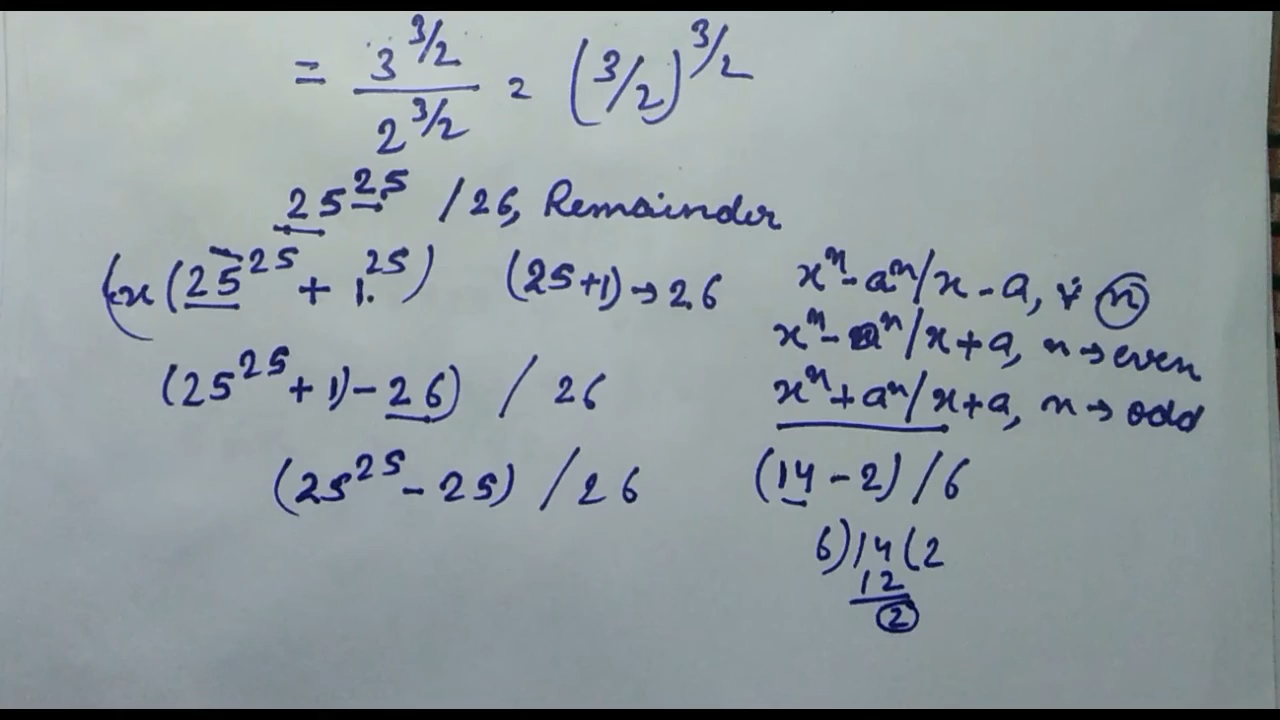 = 3^3/2 / 2^3/2 = (3/2)^3/2
25^25 /26, Remainder
(x(25^25 + 1.^25) (25+1)→26
(25^25 + 1)-26) / 26
(25^25 - 25) / 26
x^n-a^n/x-a, ∀ n
x^n-a^n/x+a, n→even
x^n+a^n/x+a, n→odd
(14-2)/6
6)14(2
12
2